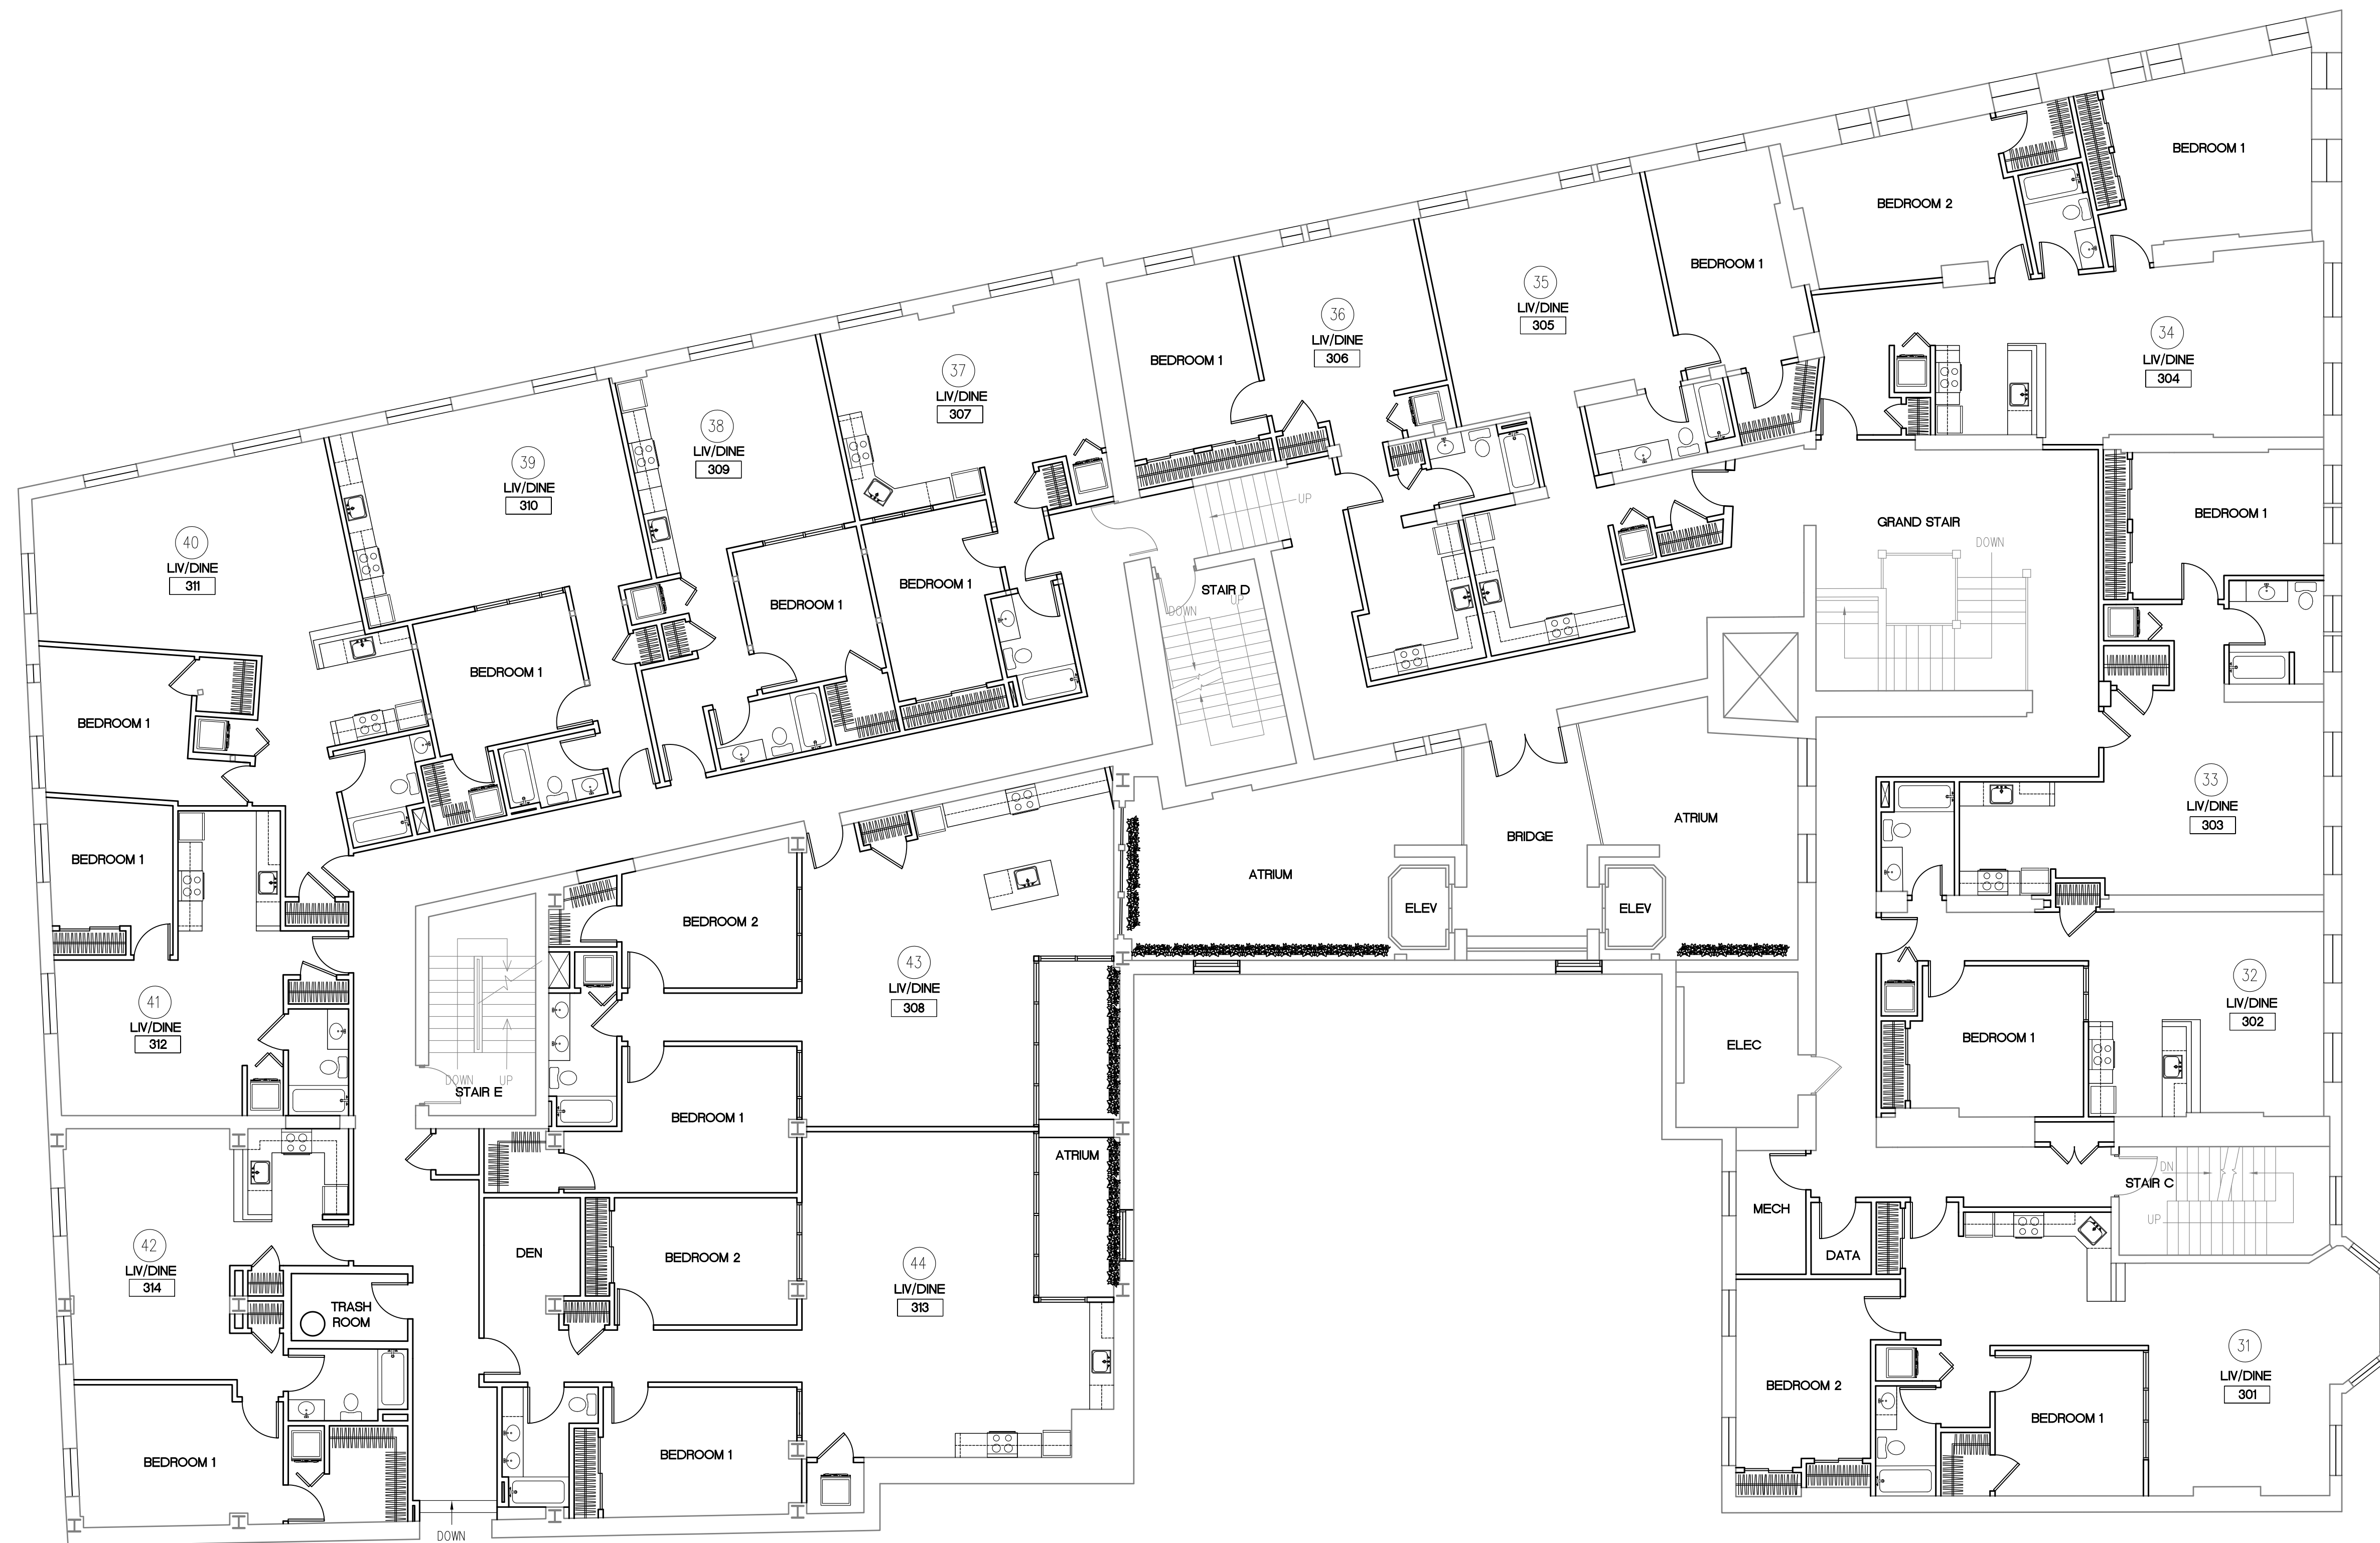 BEDROOM 1
BEDROOM 2
34
LIV/DINE
304
BEDROOM 1
35
LIV/DINE
305
36
LIV/DINE
306
BEDROOM 1
37
LIV/DINE
307
38
LIV/DINE
309
39
LIV/DINE
310
40
LIV/DINE
311
BEDROOM 1
BEDROOM 1
BEDROOM 1
BEDROOM 1
UP
STAIR D
UP
DOWN
GRAND STAIR
DOWN
BEDROOM 1
BEDROOM 1
33
LIV/DINE
303
ATRIUM
BRIDGE
ATRIUM
ELEV
ELEV
BEDROOM 1
BEDROOM 2
43
LIV/DINE
308
41
LIV/DINE
312
DOWN
UP
STAIR E
BEDROOM 1
ATRIUM
ELEC
32
LIV/DINE
302
BEDROOM 1
DN
STAIR C
UP
MECH
DATA
42
LIV/DINE
314
DEN
BEDROOM 2
44
LIV/DINE
313
TRASH
ROOM
31
LIV/DINE
301
BEDROOM 2
BEDROOM 1
BEDROOM 1
BEDROOM 1
DOWN